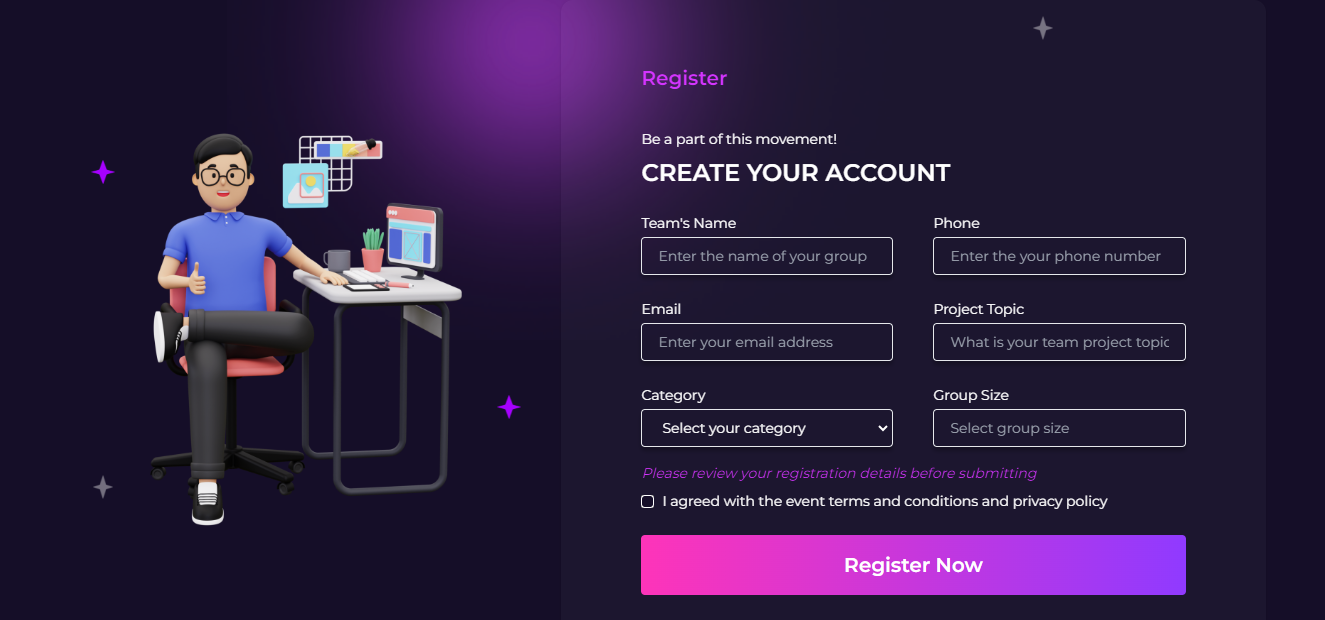 Register
Be a part of this movement!
CREATE YOUR ACCOUNT
Team's Name
Phone
Enter the name of your group
Enter the your phone number
Email
Project Topic
Enter your email address
What is your team project topic
Category
Group Size
Select your category
Select group size
Please review your registration details before submitting
I agreed with the event terms and conditions and privacy policy
Register Now